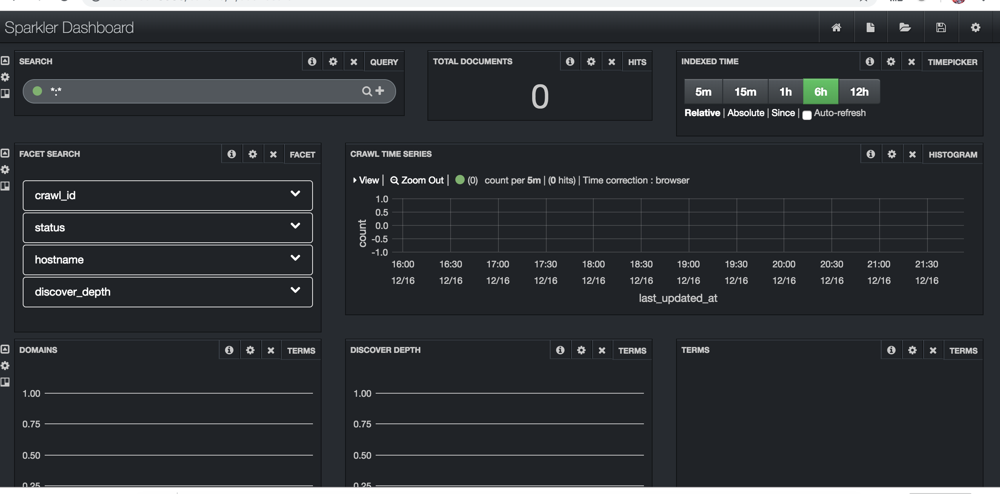 Sparkler Dashboard
SEARCH
QUERY
*:*
TOTAL DOCUMENTS
HITS
0
INDEXED TIME
TIMEPICKER
5m 15m 1h 6h 12h
Relative | Absolute | Since | Auto-refresh
FACET SEARCH
FACET
crawl_id
status
hostname
discover_depth
CRAWL TIME SERIES
HISTOGRAM
View | Zoom Out | (0) count per 5m | (0 hits) | Time correction : browser
1.0
0.5
0.0
-0.5
-1.0
count
16:00 16:30 17:00 17:30 18:00 18:30 19:00 19:30 20:00 20:30 21:00 21:30
12/16 12/16 12/16 12/16 12/16 12/16 12/16 12/16 12/16 12/16 12/16 12/16
last_updated_at
DOMAINS
TERMS
1.00
0.75
0.50
0.25
DISCOVER DEPTH
TERMS
1.00
0.75
0.50
0.25
TERMS
TERMS